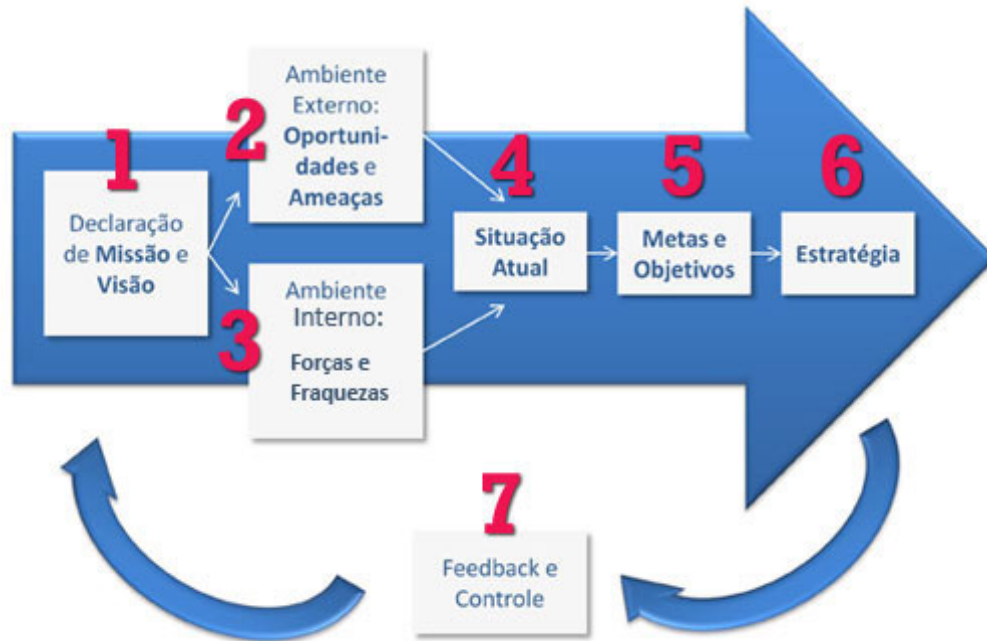 1
Declaração
de Missão e
Visão
2
Ambiente
Externo:
Oportuni-
dades e
Ameaças
3
Ambiente
Interno:
Forças e
Fraquezas
4
Situação
Atual
5
Metas e
Objetivos
6
Estratégia
7
Feedback e
Controle